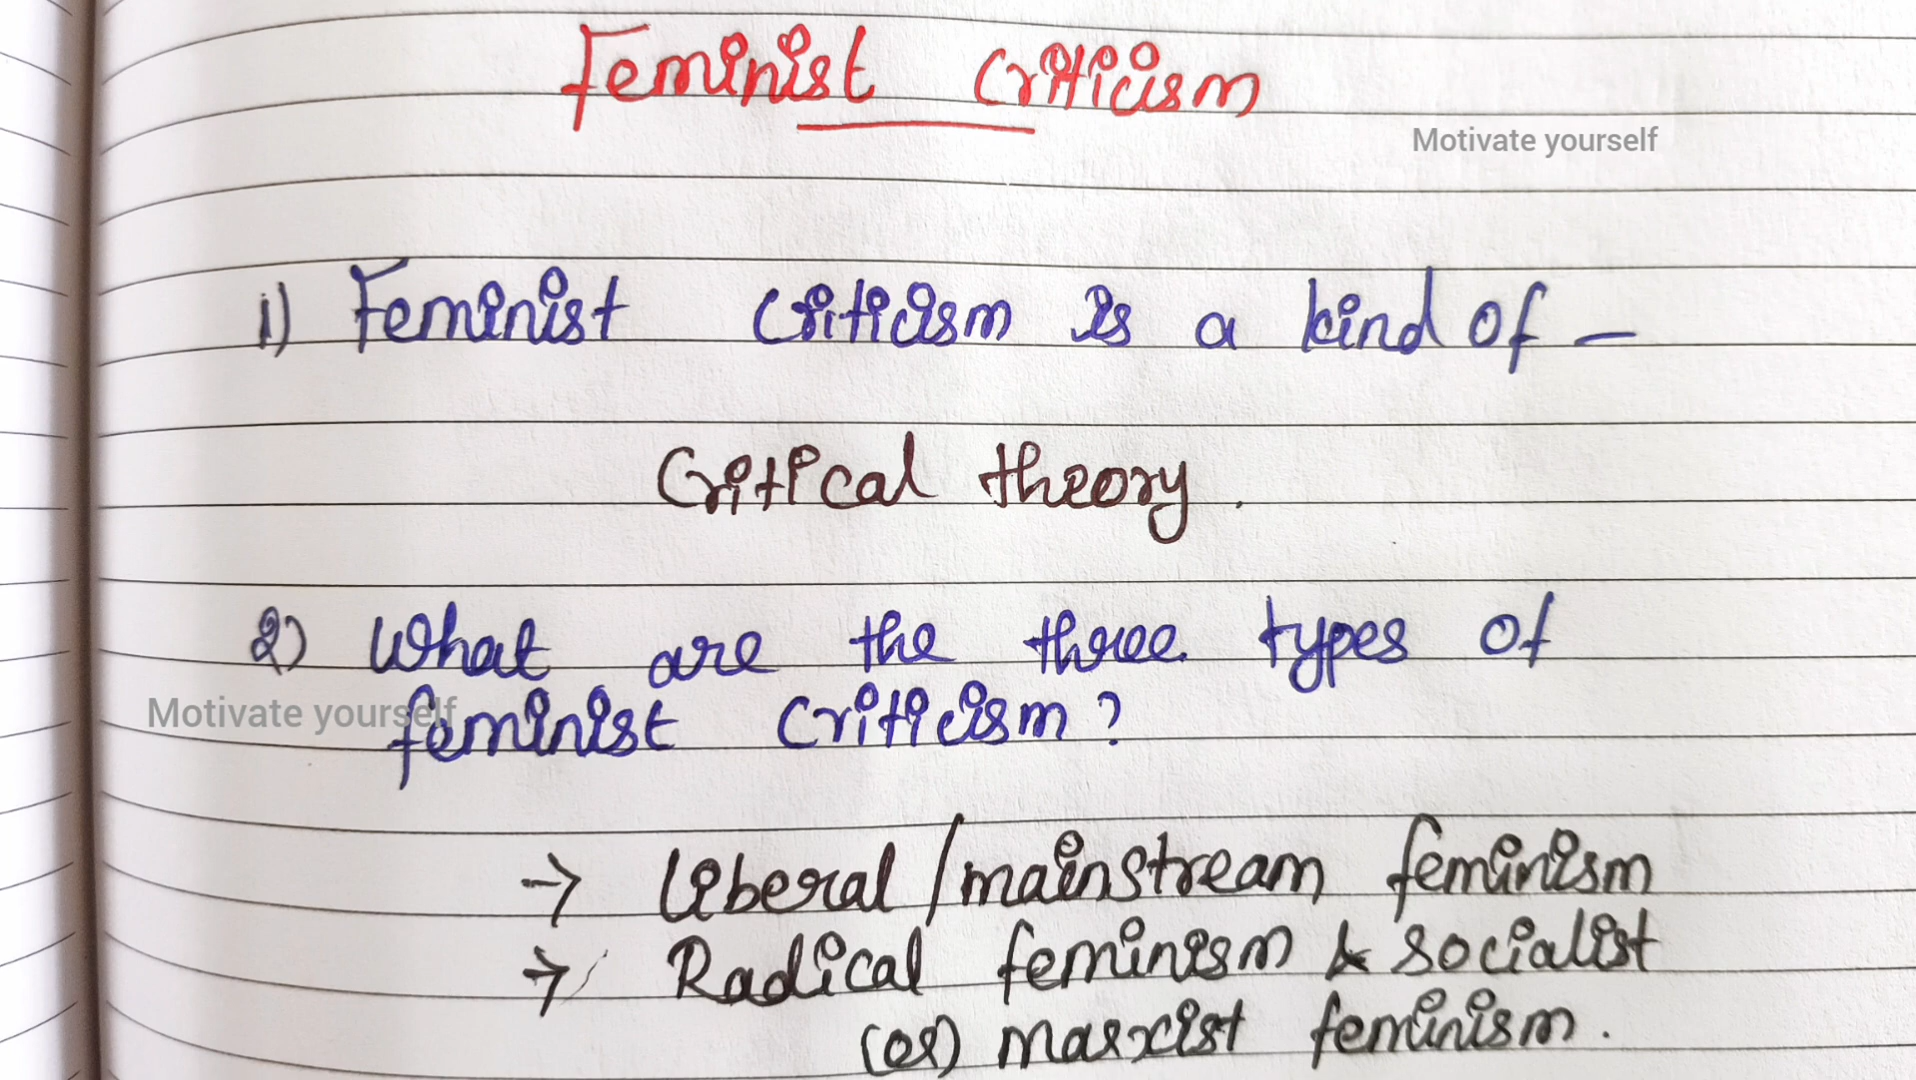 Feminist criticism
Motivate yourself
1) Feminist criticism is a kind of -
Critical theory.
2) What are the three types of
Motivate yourself
feminist criticism?
→ Liberal/mainstream feminism
→ Radical feminism & socialist
(or) marxist feminism.